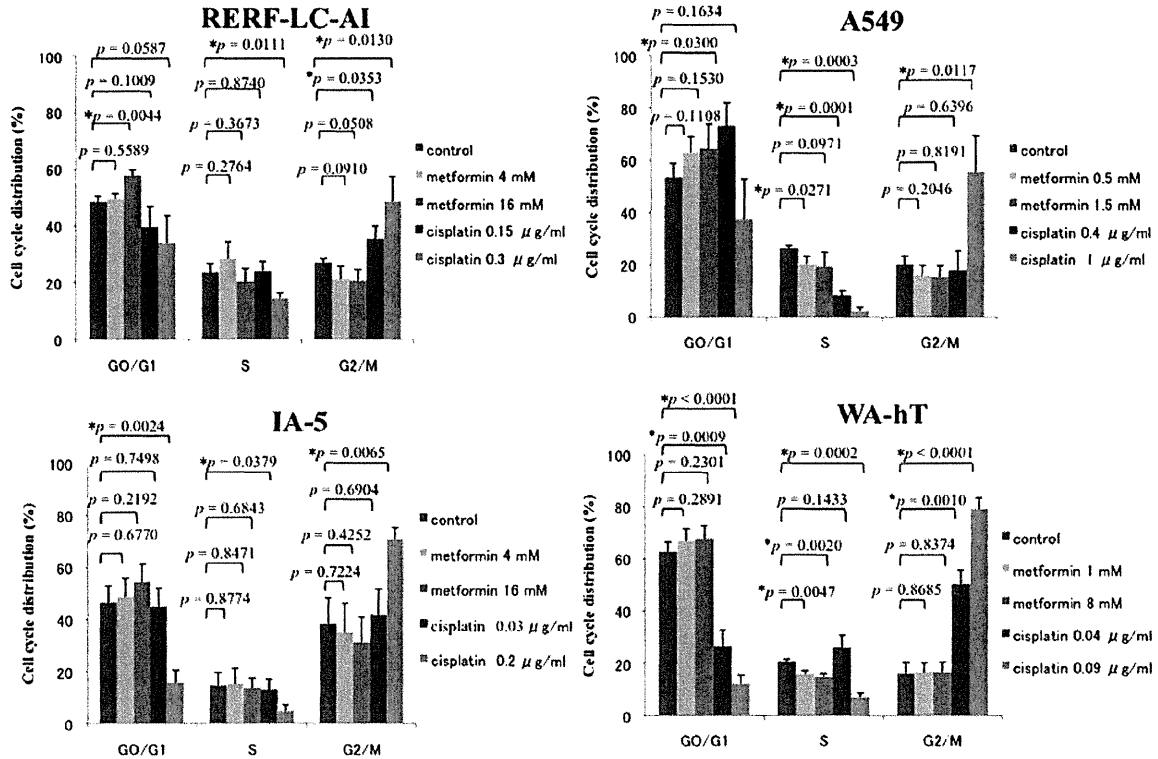 RERF-LC-AI
Cell cycle distribution (%)
100
80
60
40
20
0
p = 0.0587
p = 0.1009
*p = 0.0044
p = 0.5589
*p = 0.0111
p = 0.8740
p = 0.3673
p = 0.2764
*p = 0.0130
*p = 0.0353
p = 0.0508
p = 0.0910
GO/G1
S
G2/M
control
metformin 4 mM
metformin 16 mM
cisplatin 0.15 μg/ml
cisplatin 0.3 μg/ml
A549
Cell cycle distribution (%)
100
80
60
40
20
0
p = 0.1634
*p = 0.0300
p = 0.1530
p = 0.1108
*p = 0.0003
*p = 0.0001
p = 0.0971
*p = 0.0271
*p = 0.0117
p = 0.6396
p = 0.8191
p = 0.2046
GO/G1
S
G2/M
control
metformin 0.5 mM
metformin 1.5 mM
cisplatin 0.4 μg/ml
cisplatin 1 μg/ml
IA-5
Cell cycle distribution (%)
100
80
60
40
20
0
*p = 0.0024
p = 0.7498
p = 0.2192
p = 0.6770
*p = 0.0379
p = 0.6843
p = 0.8471
p = 0.8774
*p = 0.0065
p = 0.6904
p = 0.4252
p = 0.7224
GO/G1
S
G2/M
control
metformin 4 mM
metformin 16 mM
cisplatin 0.03 μg/ml
cisplatin 0.2 μg/ml
WA-hT
Cell cycle distribution (%)
100
80
60
40
20
0
*p < 0.0001
*p = 0.0009
p = 0.2301
p = 0.2891
*p = 0.0002
p = 0.1433
*p = 0.0020
*p = 0.0047
*p < 0.0001
*p = 0.0010
p = 0.8374
p = 0.8685
GO/G1
S
G2/M
control
metformin 1 mM
metformin 8 mM
cisplatin 0.04 μg/ml
cisplatin 0.09 μg/ml